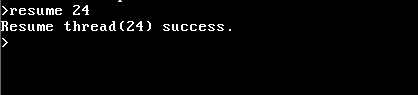 >resume 24
Resume thread(24) success.
>